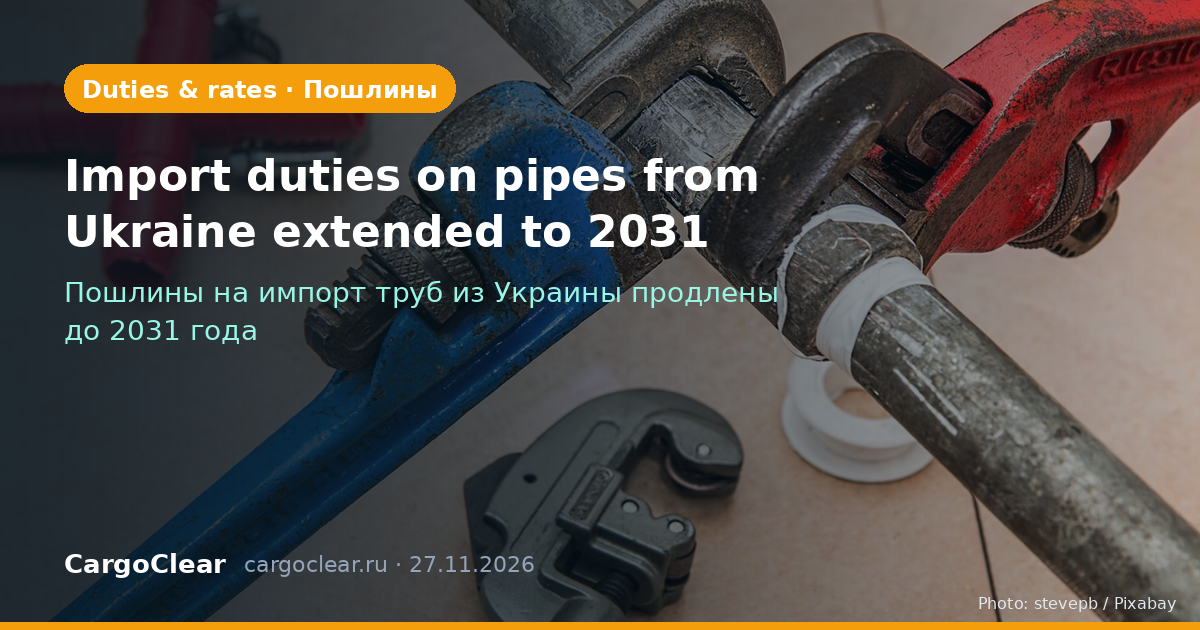 Duties & rates · Пошлины
Import duties on pipes from
Ukraine extended to 2031
Пошлины на импорт труб из Украины продлены
до 2031 года
CargoClear cargoclear.ru · 27.11.2026
Photo: stevepb / Pixabay